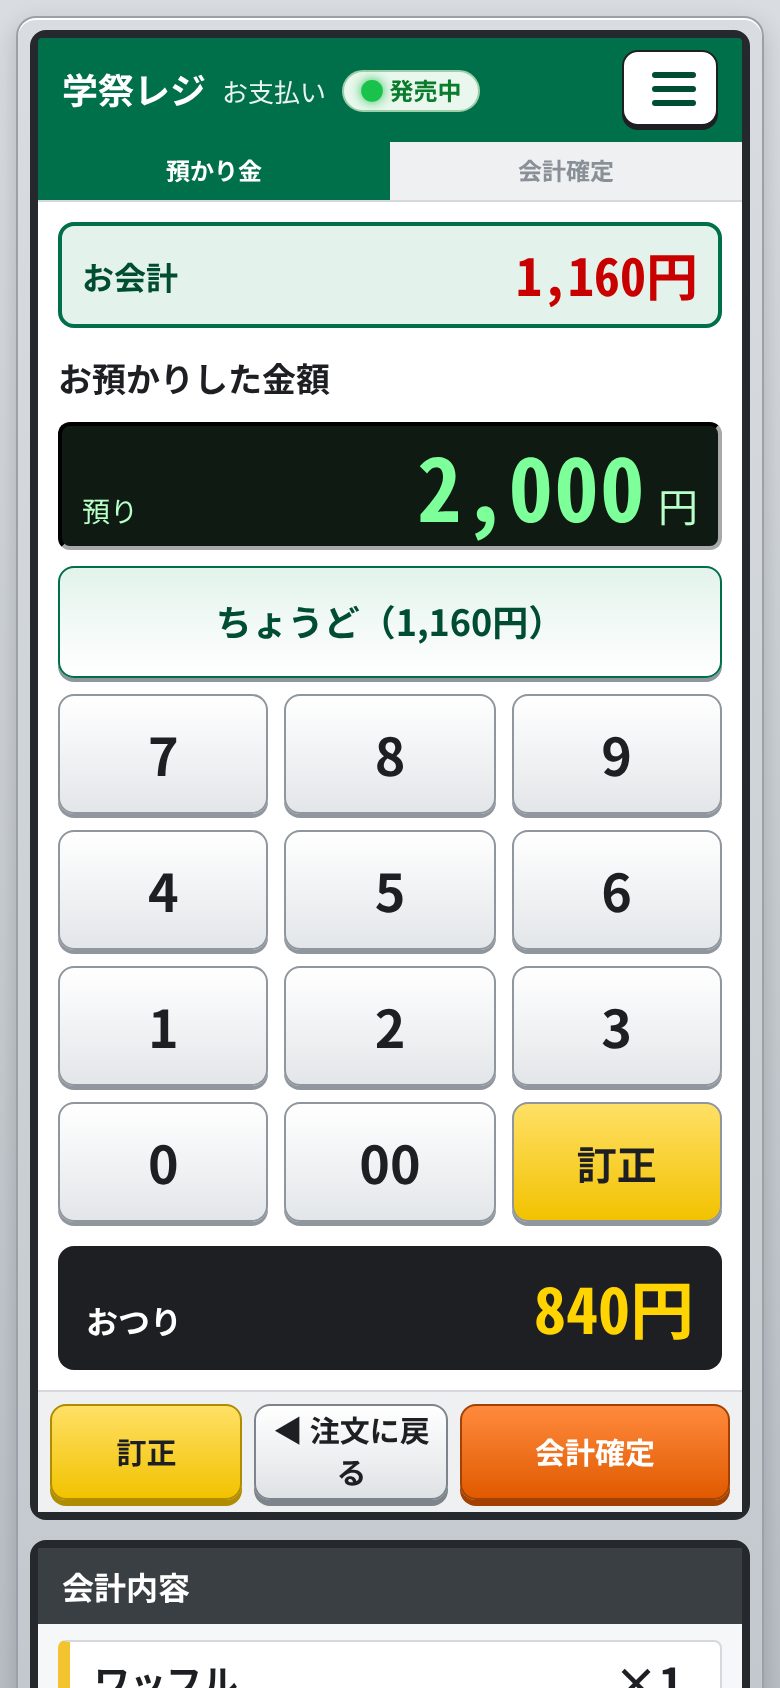 学祭レジ お支払い 発売中
預かり金 会計確定
お会計 1,160円
お預かりした金額
預り 2,000 円
ちょうど（1,160円）
7 8 9
4 5 6
1 2 3
0 00 訂正
おつり 840円
訂正 ◀ 注文に戻る 会計確定
会計内容
ワッフル ×1